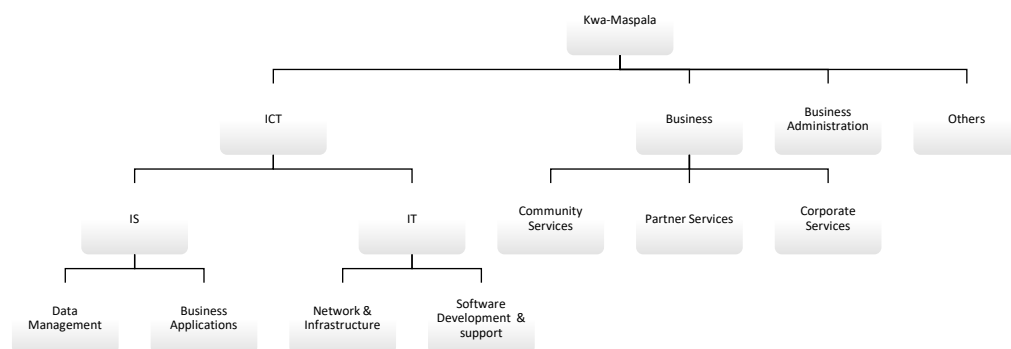 Kwa-Maspala
ICT
Business
Business
Administration
Others
IS
IT
Community
Services
Partner Services
Corporate
Services
Data
Management
Business
Applications
Network &
Infrastructure
Software
Development &
support